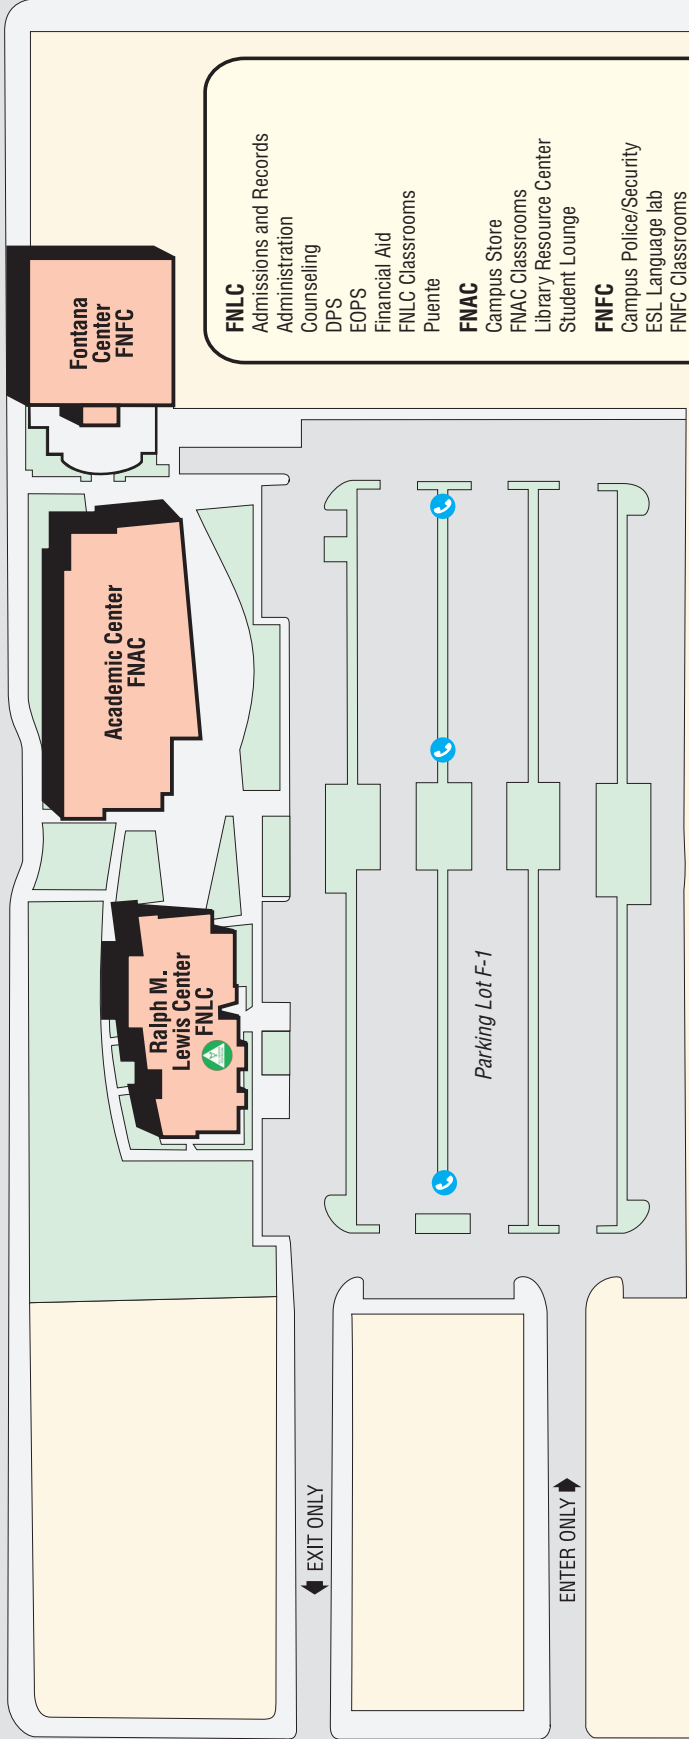 Fontana
Center
FNFC
Academic Center
FNAC
Ralph M.
Lewis Center
FNLC
FNLC
Admissions and Records
Administration
Counseling
DPS
EOPS
Financial Aid
FNLC Classrooms
Puente
FNAC
Campus Store
FNAC Classrooms
Library Resource Center
Student Lounge
FNFC
Campus Police/Security
ESL Language lab
FNFC Classrooms
Parking Lot F-1
EXIT ONLY
ENTER ONLY